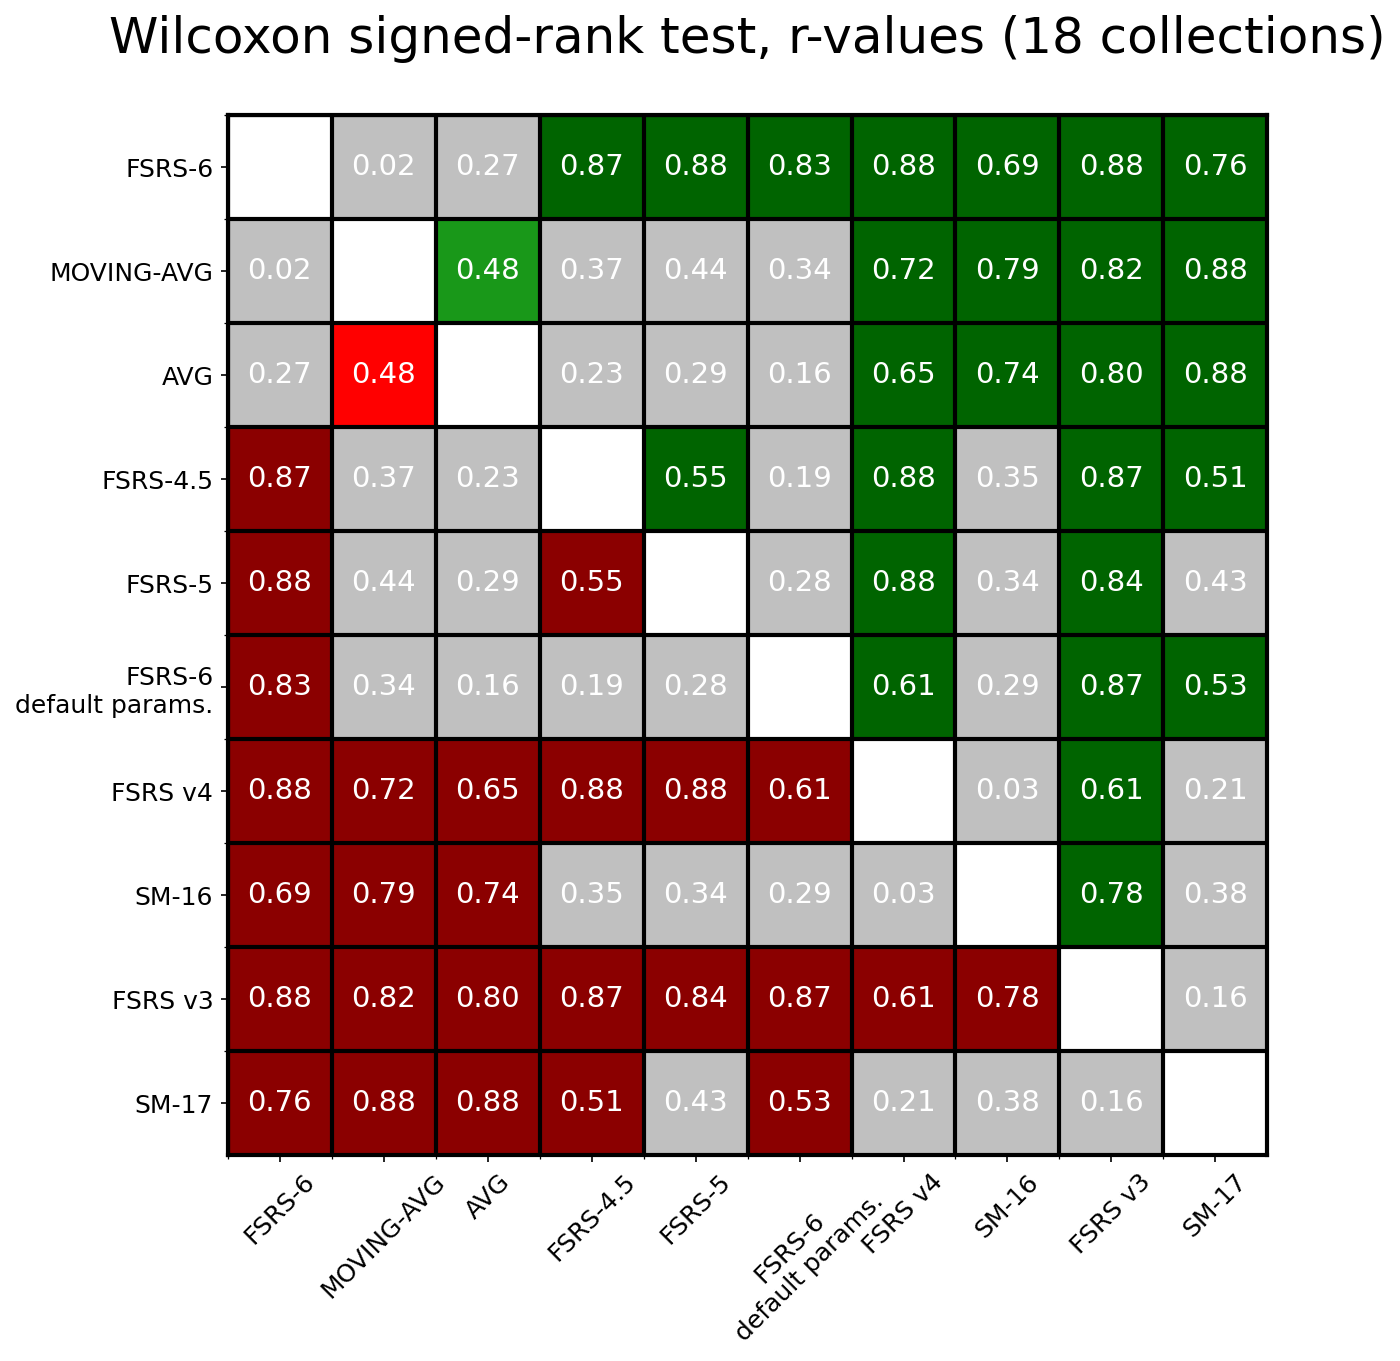 Wilcoxon signed-rank test, r-values (18 collections)
FSRS-6 0.02 0.27 0.87 0.88 0.83 0.88 0.69 0.88 0.76
MOVING-AVG 0.02 0.48 0.37 0.44 0.34 0.72 0.79 0.82 0.88
AVG 0.27 0.48 0.23 0.29 0.16 0.65 0.74 0.80 0.88
FSRS-4.5 0.87 0.37 0.23 0.55 0.19 0.88 0.35 0.87 0.51
FSRS-5 0.88 0.44 0.29 0.55 0.28 0.88 0.34 0.84 0.43
FSRS-6
default params. 0.83 0.34 0.16 0.19 0.28 0.61 0.29 0.87 0.53
FSRS v4 0.88 0.72 0.65 0.88 0.88 0.61 0.03 0.61 0.21
SM-16 0.69 0.79 0.74 0.35 0.34 0.29 0.03 0.78 0.38
FSRS v3 0.88 0.82 0.80 0.87 0.84 0.87 0.61 0.78 0.16
SM-17 0.76 0.88 0.88 0.51 0.43 0.53 0.21 0.38 0.16
FSRS-6
MOVING-AVG
AVG
FSRS-4.5
FSRS-5
FSRS-6
default params.
FSRS v4
SM-16
FSRS v3
SM-17